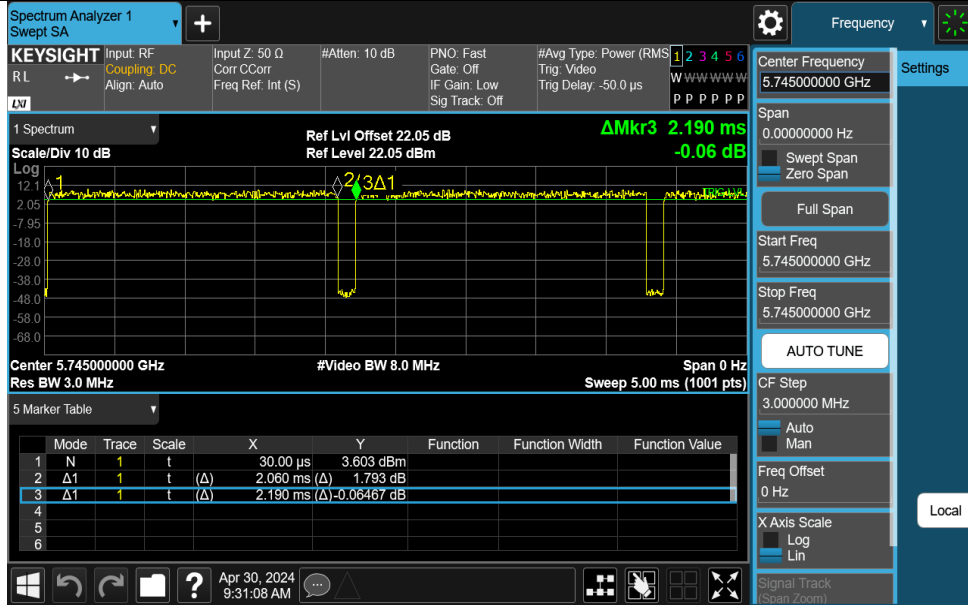 Spectrum Analyzer 1
Swept SA
Frequency
KEYSIGHT
R L
LXI
Input: RF
Coupling: DC
Align: Auto
Input Z: 50 Ω
Corr CCorr
Freq Ref: Int (S)
#Atten: 10 dB
PNO: Fast
Gate: Off
IF Gain: Low
Sig Track: Off
#Avg Type: Power (RMS
Trig: Video
Trig Delay: -50.0 µs
1 2 3 4 5 6
W W W W W W
P P P P P P
1 Spectrum
Scale/Div 10 dB
Ref Lvl Offset 22.05 dB
Ref Level 22.05 dBm
ΔMkr3 2.190 ms
-0.06 dB
Log
12.1
2.05
-7.95
-18.0
-28.0
-38.0
-48.0
-58.0
-68.0
1
2
3Δ1
TRIG LVL
Center 5.745000000 GHz
Res BW 3.0 MHz
#Video BW 8.0 MHz
Span 0 Hz
Sweep 5.00 ms (1001 pts)
5 Marker Table
Mode Trace Scale X Y Function Function Width Function Value
1 N 1 t 30.00 µs 3.603 dBm
2 Δ1 1 t (Δ) 2.060 ms (Δ) 1.793 dB
3 Δ1 1 t (Δ) 2.190 ms (Δ) -0.06467 dB
4
5
6
Apr 30, 2024
9:31:08 AM
?
Center Frequency
5.745000000 GHz
Span
0.00000000 Hz
Swept Span
Zero Span
Full Span
Start Freq
5.745000000 GHz
Stop Freq
5.745000000 GHz
AUTO TUNE
CF Step
3.000000 MHz
Auto
Man
Freq Offset
0 Hz
X Axis Scale
Log
Lin
Signal Track
(Span Zoom)
Settings
Local